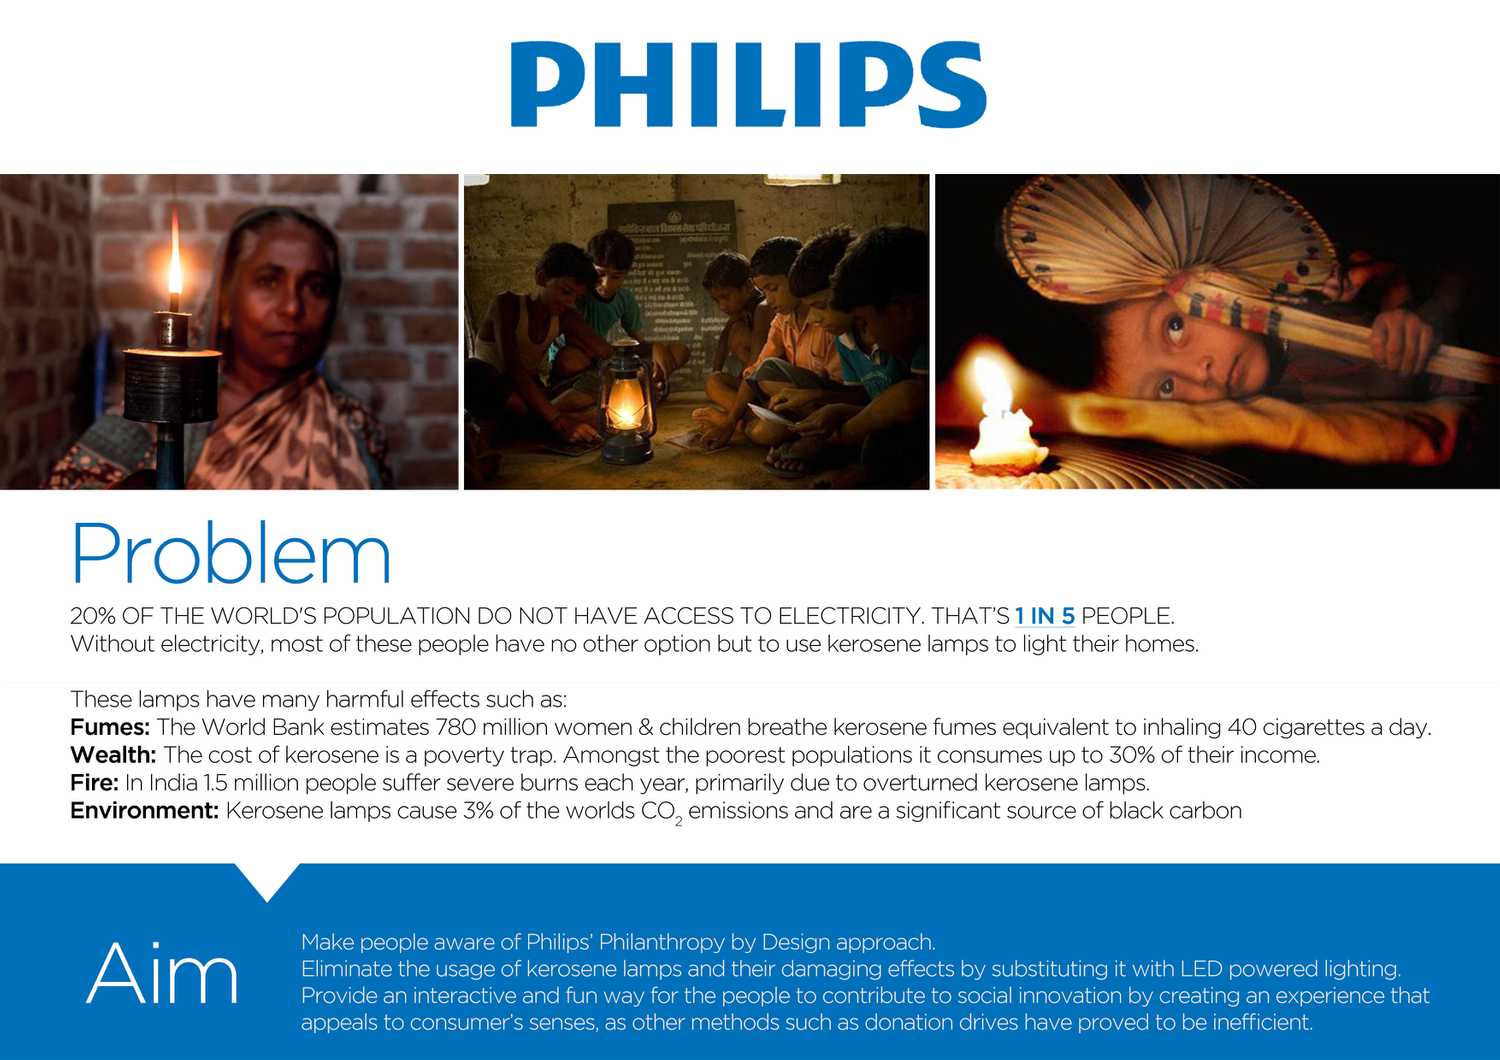 PHILIPS
Problem
20% OF THE WORLD'S POPULATION DO NOT HAVE ACCESS TO ELECTRICITY. THAT'S 1 IN 5 PEOPLE.
Without electricity, most of these people have no other option but to use kerosene lamps to light their homes.
These lamps have many harmful effects such as:
Fumes: The World Bank estimates 780 million women & children breathe kerosene fumes equivalent to inhaling 40 cigarettes a day.
Wealth: The cost of kerosene is a poverty trap. Amongst the poorest populations it consumes up to 30% of their income.
Fire: In India 1.5 million people suffer severe burns each year, primarily due to overturned kerosene lamps.
Environment: Kerosene lamps cause 3% of the worlds CO₂ emissions and are a significant source of black carbon
Aim
Make people aware of Philips' Philanthropy by Design approach.
Eliminate the usage of kerosene lamps and their damaging effects by substituting it with LED powered lighting.
Provide an interactive and fun way for the people to contribute to social innovation by creating an experience that
appeals to consumer's senses, as other methods such as donation drives have proved to be inefficient.